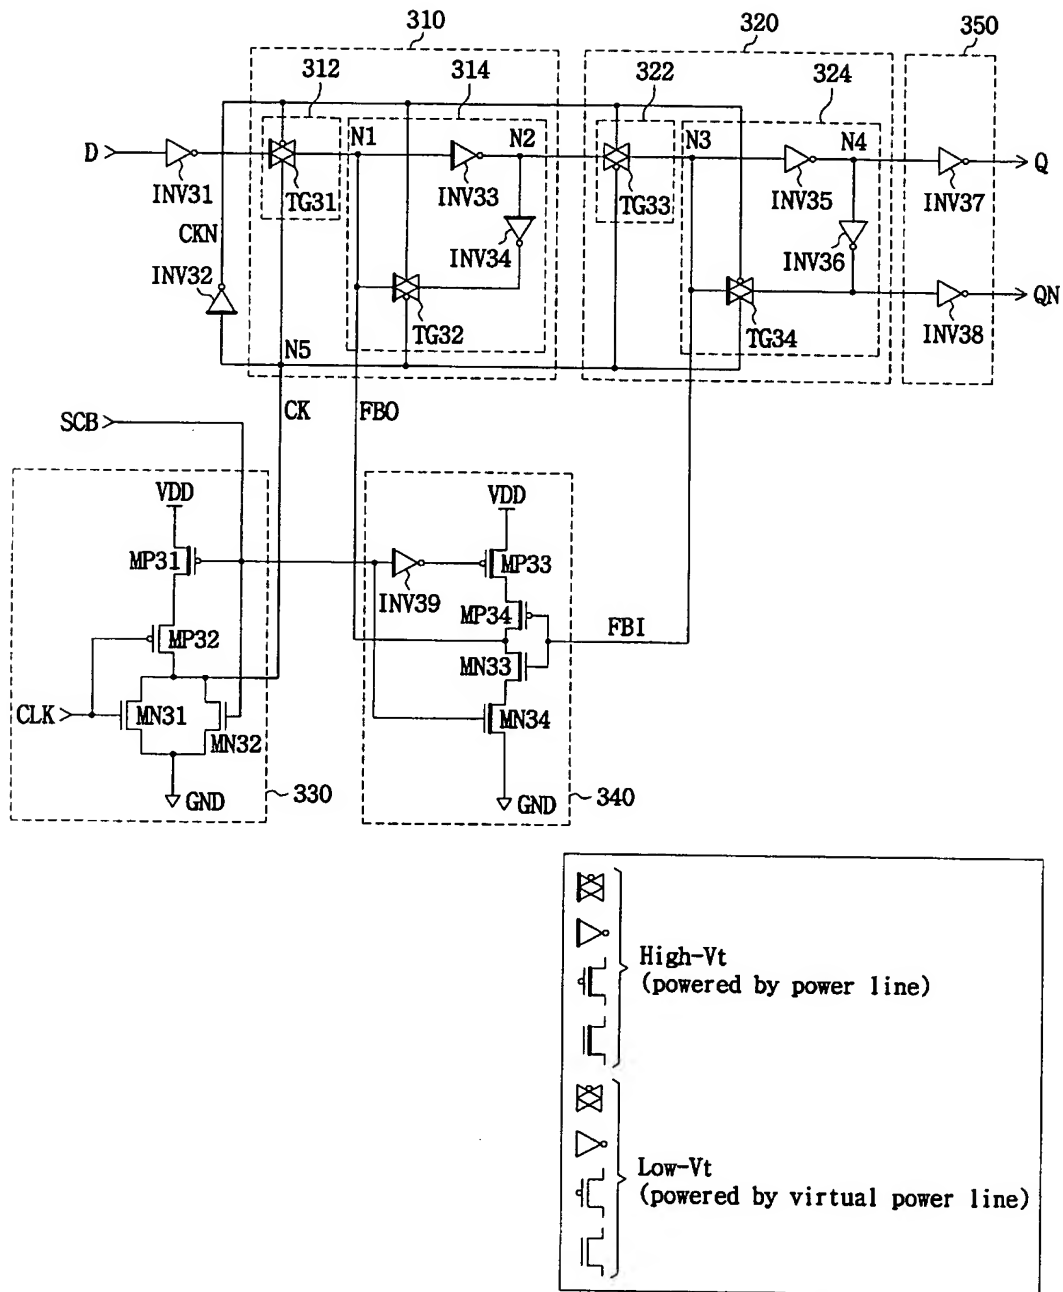 310
320
350
312
314
322
324
D
INV31
TG31
N1
INV33
N2
TG33
N3
INV35
N4
INV37
Q
CKN
INV32
INV34
TG32
INV36
TG34
INV38
QN
N5
CK
FBO
SCB
VDD
MP31
MP32
CLK
MN31
MN32
GND
330
VDD
INV39
MP33
MP34
FBI
MN33
MN34
GND
340
High-Vt
(powered by power line)
Low-Vt
(powered by virtual power line)